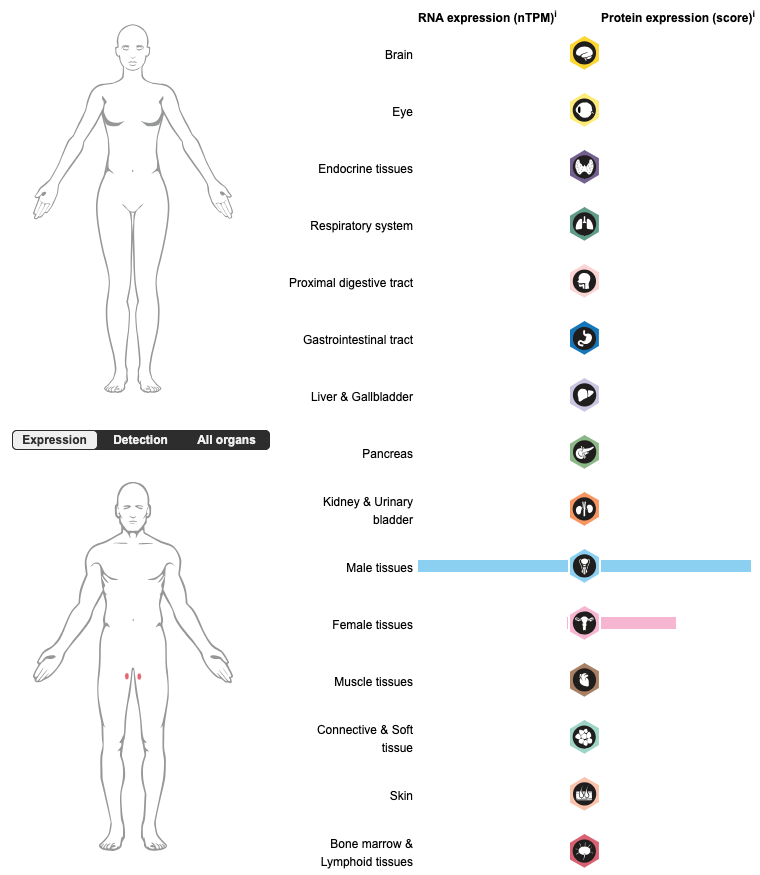 RNA expression (nTPM)i
Protein expression (score)i
Brain
Eye
Endocrine tissues
Respiratory system
Proximal digestive tract
Gastrointestinal tract
Liver & Gallbladder
Expression
Detection
All organs
Pancreas
Kidney & Urinary
bladder
Male tissues
Female tissues
Muscle tissues
Connective & Soft
tissue
Skin
Bone marrow &
Lymphoid tissues